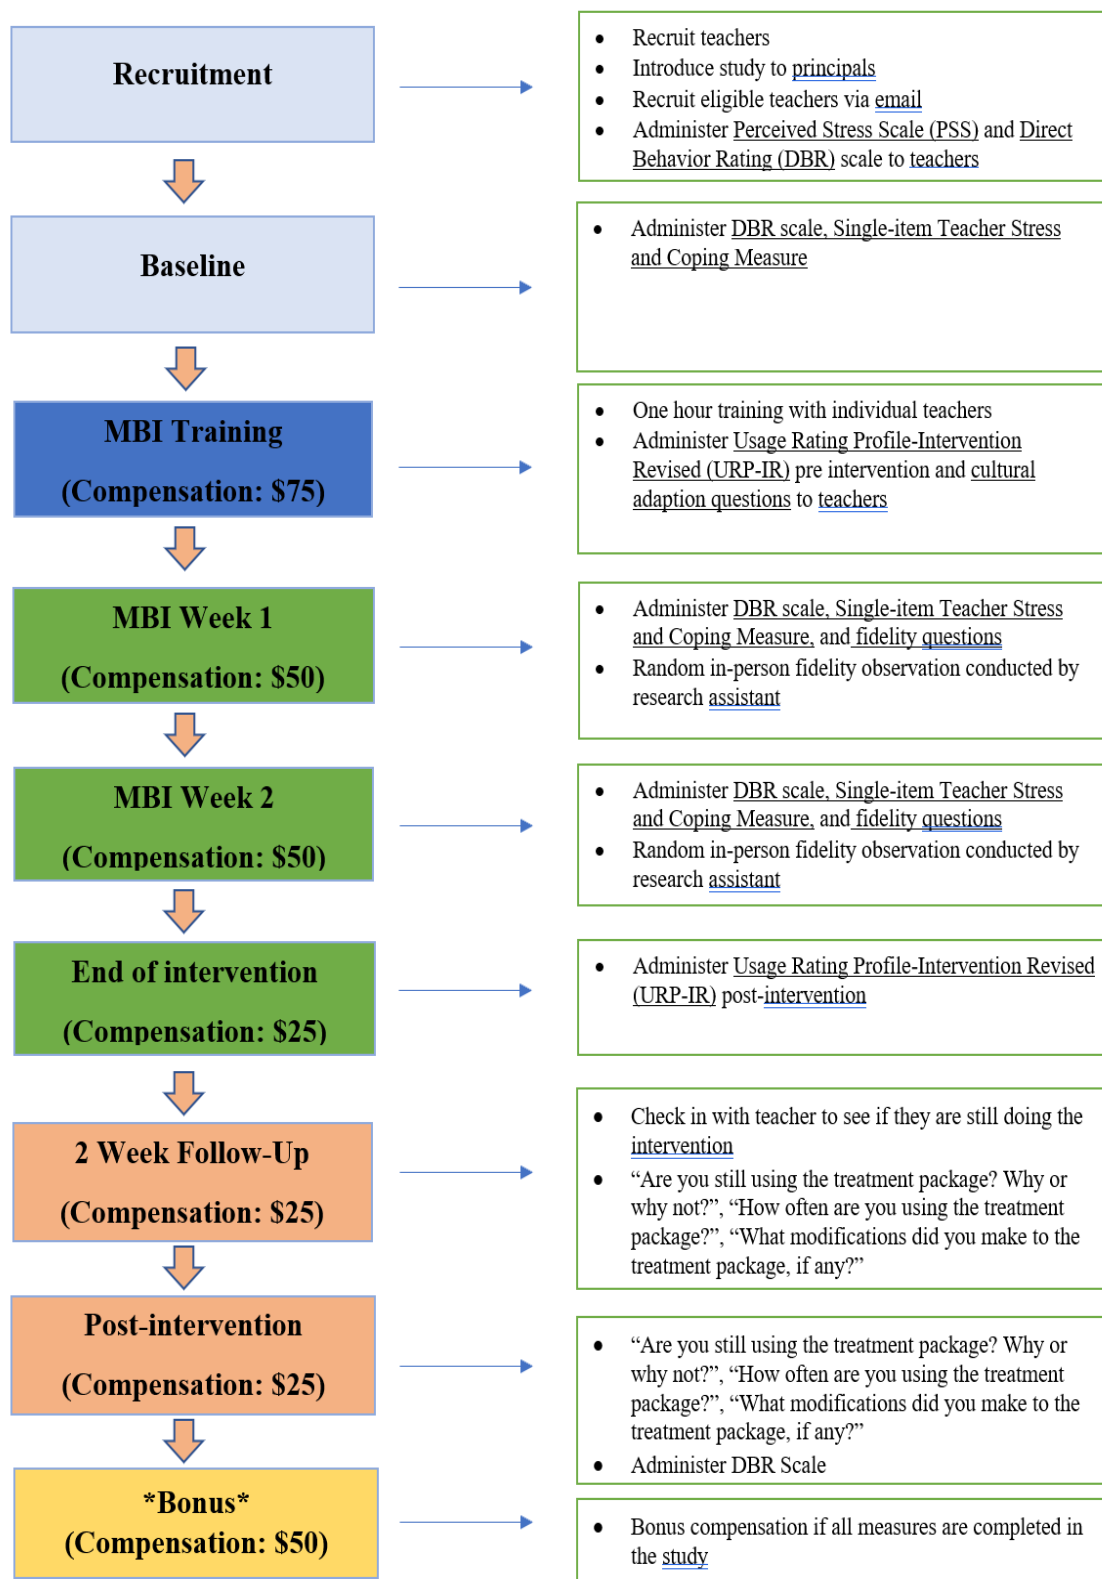 Recruitment
• Recruit teachers
• Introduce study to principals
• Recruit eligible teachers via email
• Administer Perceived Stress Scale (PSS) and Direct
Behavior Rating (DBR) scale to teachers
Baseline
• Administer DBR scale, Single-item Teacher Stress
and Coping Measure
MBI Training
(Compensation: $75)
• One hour training with individual teachers
• Administer Usage Rating Profile-Intervention
Revised (URP-IR) pre intervention and cultural
adaption questions to teachers
MBI Week 1
(Compensation: $50)
• Administer DBR scale, Single-item Teacher Stress
and Coping Measure, and fidelity questions
• Random in-person fidelity observation conducted by
research assistant
MBI Week 2
(Compensation: $50)
• Administer DBR scale, Single-item Teacher Stress
and Coping Measure, and fidelity questions
• Random in-person fidelity observation conducted by
research assistant
End of intervention
(Compensation: $25)
• Administer Usage Rating Profile-Intervention Revised
(URP-IR) post-intervention
2 Week Follow-Up
(Compensation: $25)
• Check in with teacher to see if they are still doing the
intervention
• “Are you still using the treatment package? Why or
why not?”, “How often are you using the treatment
package?”, “What modifications did you make to the
treatment package, if any?”
Post-intervention
(Compensation: $25)
• “Are you still using the treatment package? Why or
why not?”, “How often are you using the treatment
package?”, “What modifications did you make to the
treatment package, if any?”
• Administer DBR Scale
*Bonus*
(Compensation: $50)
• Bonus compensation if all measures are completed in
the study